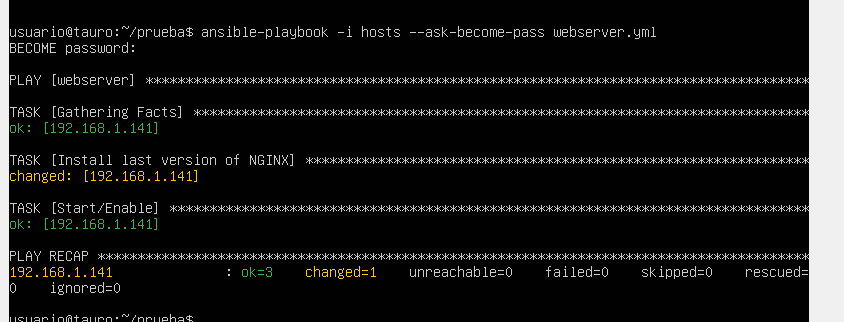 usuario@tauro:~/prueba$ ansible-playbook -i hosts --ask-become-pass webserver.yml
BECOME password:
PLAY [webserver] ***********************************************************************************
TASK [Gathering Facts] *****************************************************************************
ok: [192.168.1.141]
TASK [Install last version of NGINX] ***************************************************************
changed: [192.168.1.141]
TASK [Start/Enable] ********************************************************************************
ok: [192.168.1.141]
PLAY RECAP *****************************************************************************************
192.168.1.141              : ok=3    changed=1    unreachable=0    failed=0    skipped=0    rescued=
0    ignored=0
usuario@tauro:~/prueba$